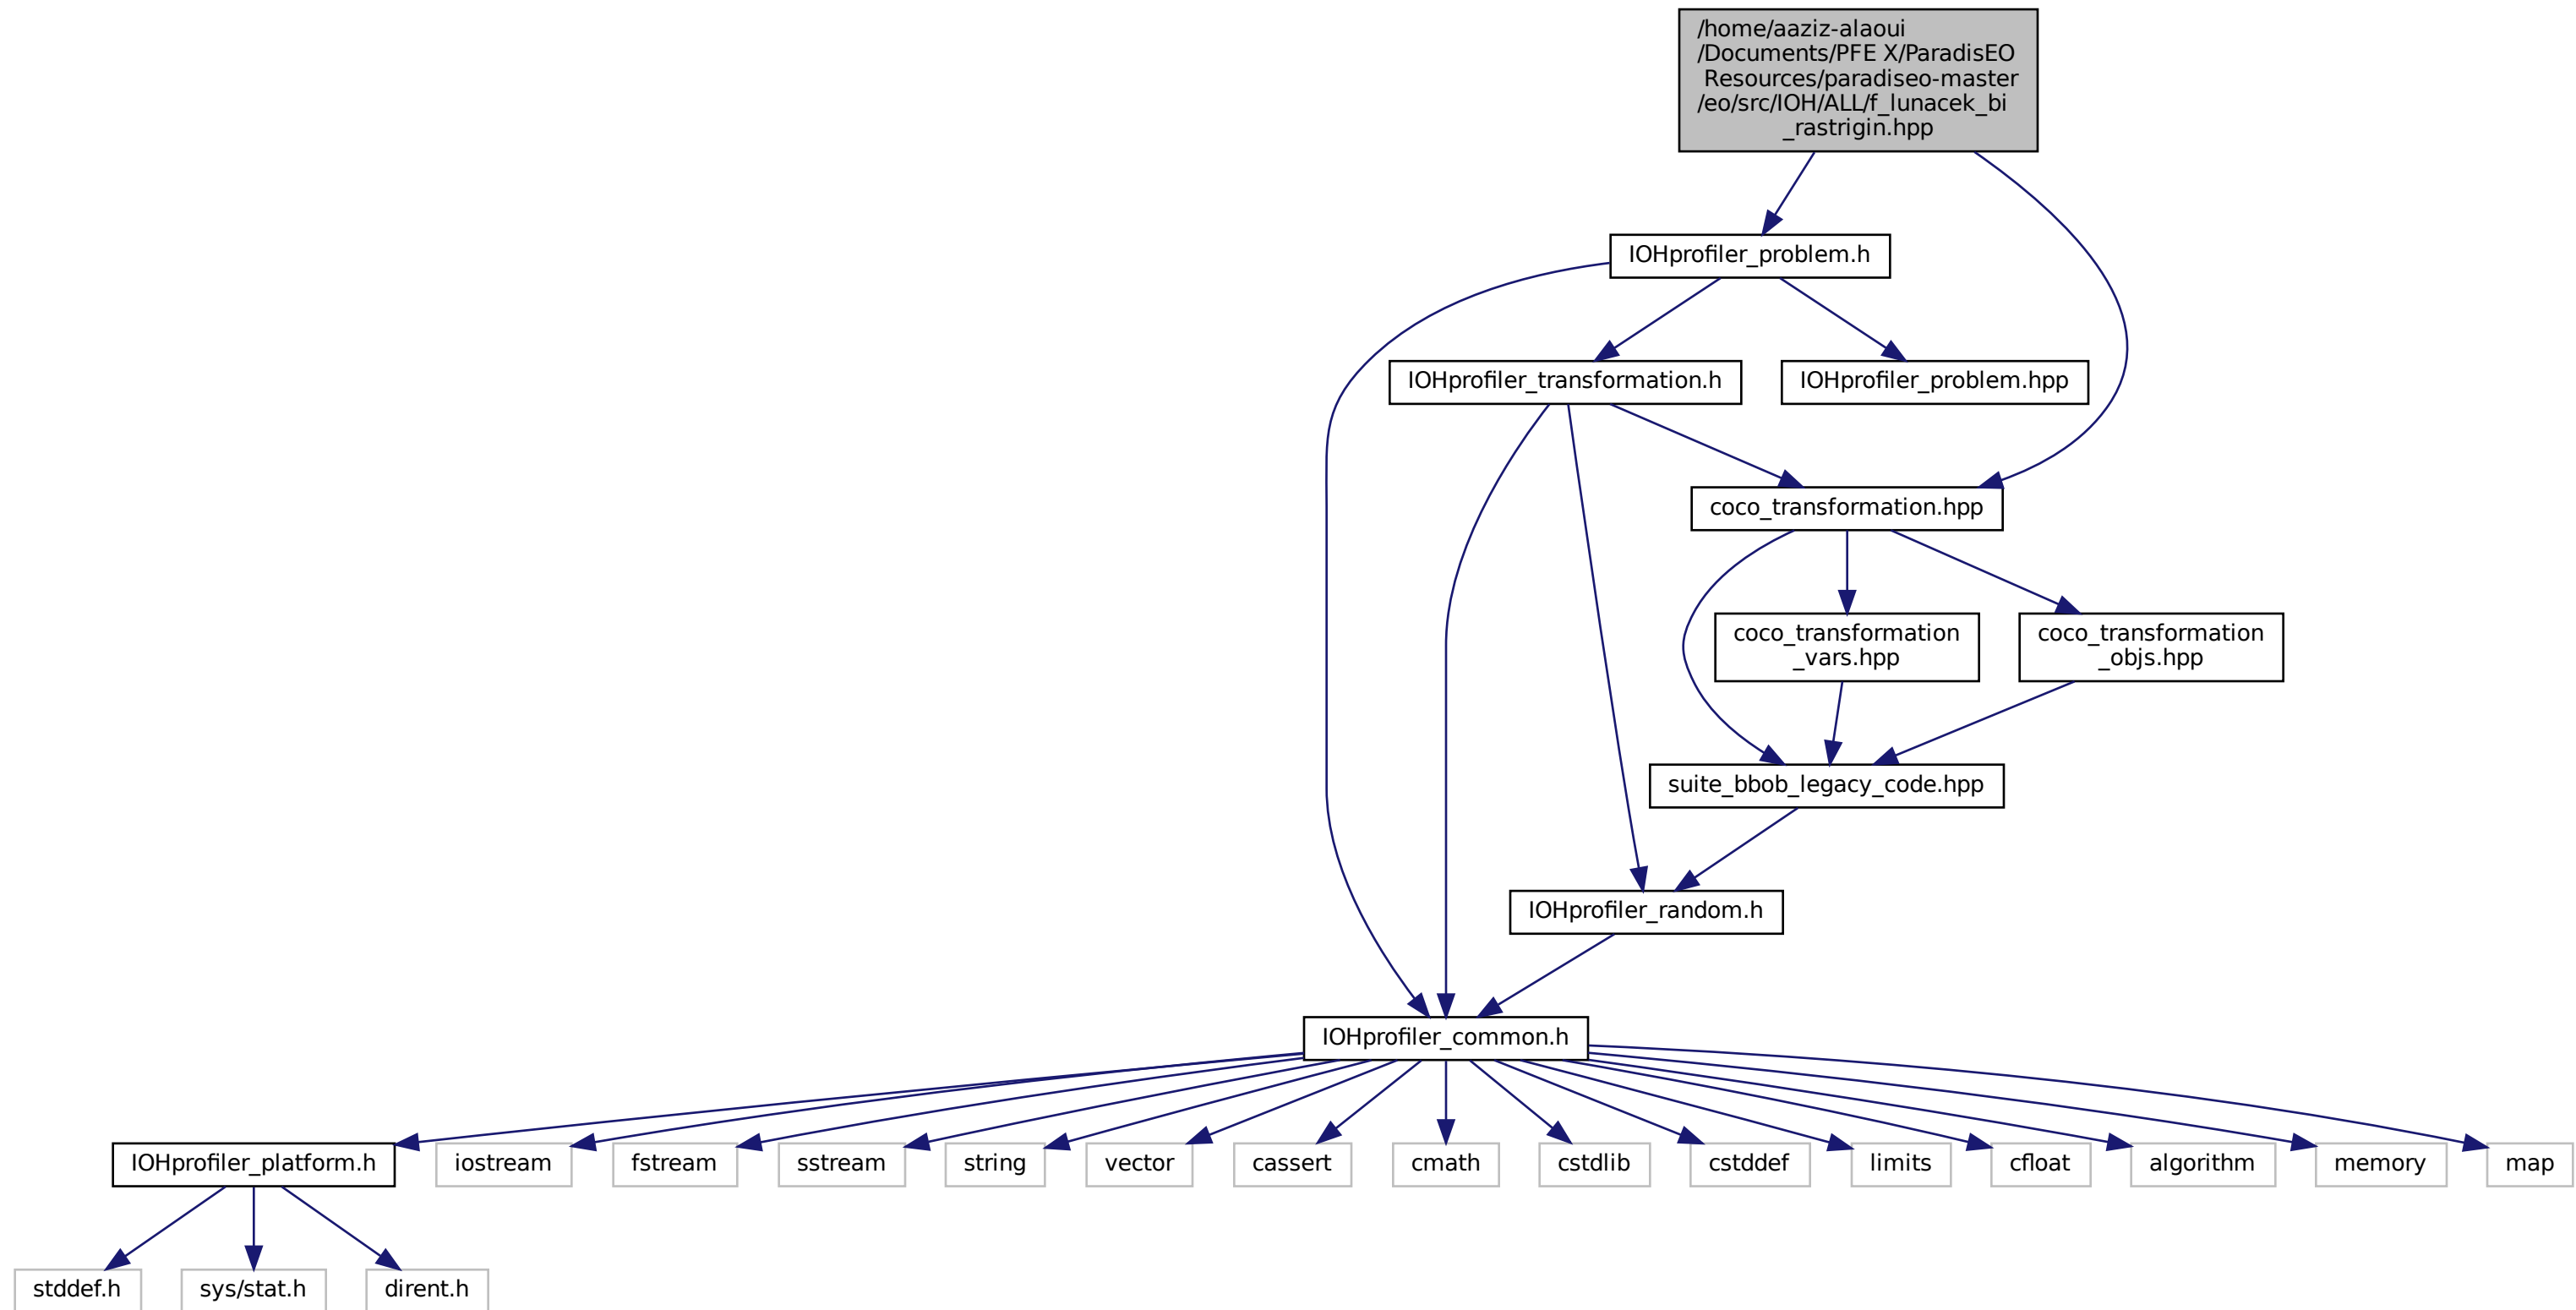 /home/aaziz-alaoui
/Documents/PFE X/ParadisEO
Resources/paradiseo-master
/eo/src/IOH/ALL/f_lunacek_bi
_rastrigin.hpp
IOHprofiler_problem.h
IOHprofiler_transformation.h
IOHprofiler_problem.hpp
coco_transformation.hpp
coco_transformation
_vars.hpp
coco_transformation
_objs.hpp
suite_bbob_legacy_code.hpp
IOHprofiler_random.h
IOHprofiler_common.h
IOHprofiler_platform.h
iostream
fstream
sstream
string
vector
cassert
cmath
cstdlib
cstddef
limits
cfloat
algorithm
memory
map
stddef.h
sys/stat.h
dirent.h